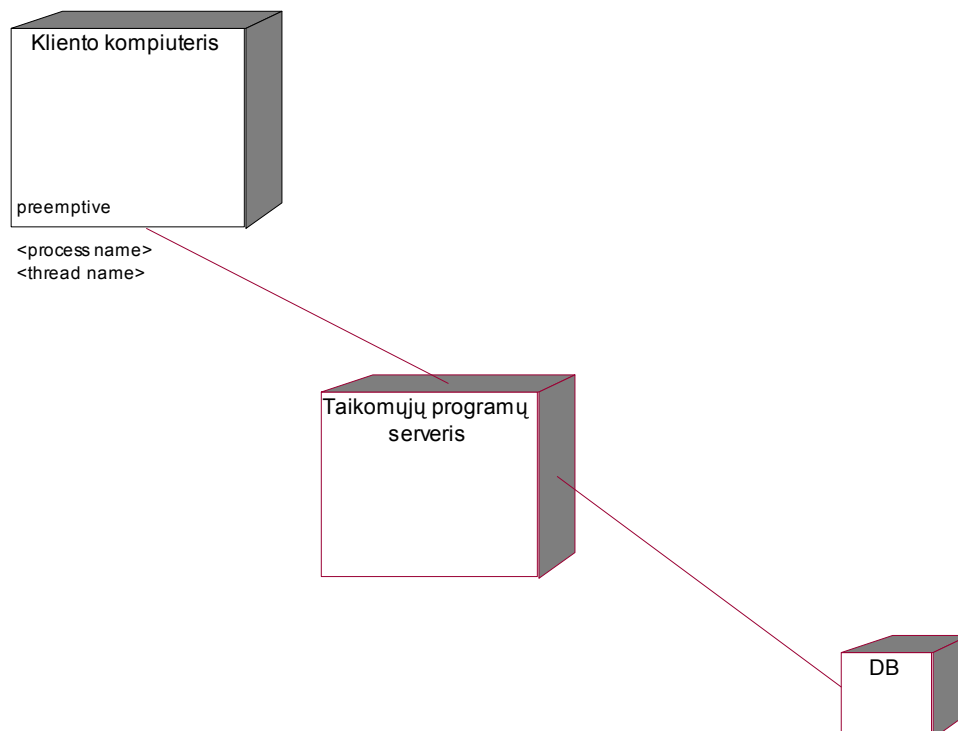 Kliento kompiuteris
preemptive
<process name>
<thread name>
Taikomųjų programų
serveris
DB